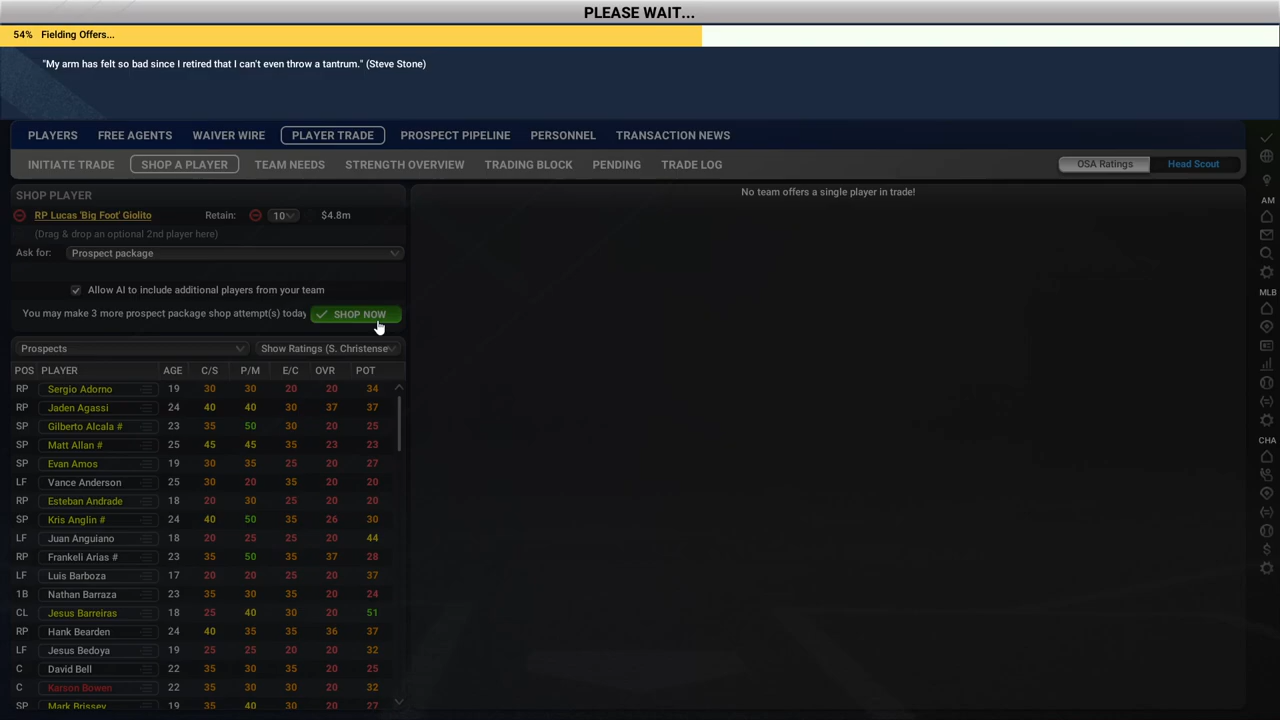 PLEASE WAIT...
54% Fielding Offers...
"My arm has felt so bad since I retired that I can't even throw a tantrum." (Steve Stone)
PLAYERS FREE AGENTS WAIVER WIRE PLAYER TRADE PROSPECT PIPELINE PERSONNEL TRANSACTION NEWS
INITIATE TRADE SHOP A PLAYER TEAM NEEDS STRENGTH OVERVIEW TRADING BLOCK PENDING TRADE LOG OSA Ratings Head Scout
SHOP PLAYER
No team offers a single player in trade!
RP Lucas 'Big Foot' Giolito Retain: 10 $4.8m
(Drag & drop an optional 2nd player here)
Ask for: Prospect package
Allow AI to include additional players from your team
You may make 3 more prospect package shop attempt(s) today SHOP NOW
Prospects Show Ratings (S. Christense
POS PLAYER AGE C/S P/M E/C OVR POT
RP Sergio Adorno 19 30 30 20 20 34
RP Jaden Agassi 24 40 40 30 37 37
SP Gilberto Alcala # 23 35 50 30 20 25
SP Matt Allan # 25 45 45 35 23 23
SP Evan Amos 19 30 35 25 20 27
LF Vance Anderson 25 30 20 35 20 20
RP Esteban Andrade 18 20 30 25 20 20
SP Kris Anglin # 24 40 50 35 26 30
LF Juan Anguiano 18 20 25 25 20 44
RP Frankeli Arias # 23 35 50 35 37 28
LF Luis Barboza 17 20 20 25 20 37
1B Nathan Barraza 23 35 30 35 20 24
CL Jesus Barreiras 18 25 40 30 20 51
RP Hank Bearden 24 40 35 35 36 37
LF Jesus Bedoya 19 25 25 20 20 32
C David Bell 22 35 30 35 20 25
C Karson Bowen 22 35 30 30 20 32
SP Mark Brissey 19 35 40 30 20 27
AM
MLB
CHA